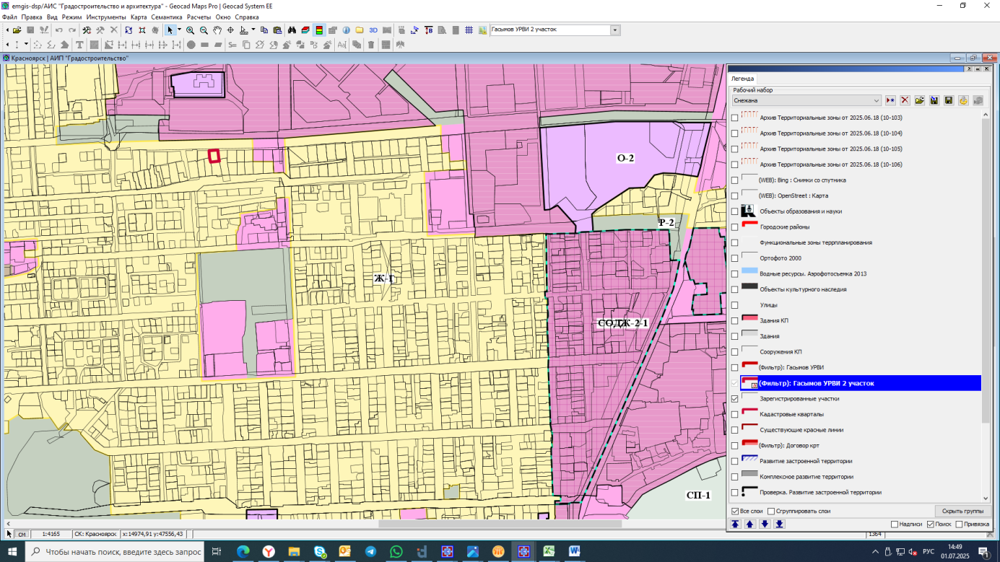 emgis-dsp/АИС "Градостроительство и архитектура" - Geocad Maps Pro | Geocad System EE
Файл Правка Вид Режим Инструменты Карта Семантика Расчеты Окно Справка
3D
Гасымов УРВИ 2 участок
Красноярск | АИП "Градостроительство"
Легенда
Рабочий набор
Снежана
Архив Территориальные зоны от 2025.06.18 (10-103)
Архив Территориальные зоны от 2025.06.18 (10-104)
Архив Территориальные зоны от 2025.06.18 (10-105)
Архив Территориальные зоны от 2025.06.18 (10-106)
(WEB): Bing : Снимки со спутника
(WEB): OpenStreet : Карта
Объекты образования и науки
Городские районы
Функциональные зоны террпланирования
Ортофото 2000
Водные ресурсы. Аэрофотосъемка 2013
Объекты культурного наследия
Улицы
Здания КП
Здания
Сооружения КП
(Фильтр): Гасымов УРВИ
(Фильтр): Гасымов УРВИ 2 участок
Зарегистрированные участки
Кадастровые кварталы
Существующие красные линии
(Фильтр): Договор крт
Развитие застроенной территории
Комплексное развитие территории
Проверка. Развитие застроенной территории
Все слои Сгруппировать слои Скрыть группы
Надписи Поиск Привязка
О-2
Р-2
Ж-1
СОДЖ-2-1
СП-1
см 1:4165 СК: Красноярск x:14974,91 y:47556,43
1364
Чтобы начать поиск, введите здесь запрос
РУС
14:49
01.07.2025
1